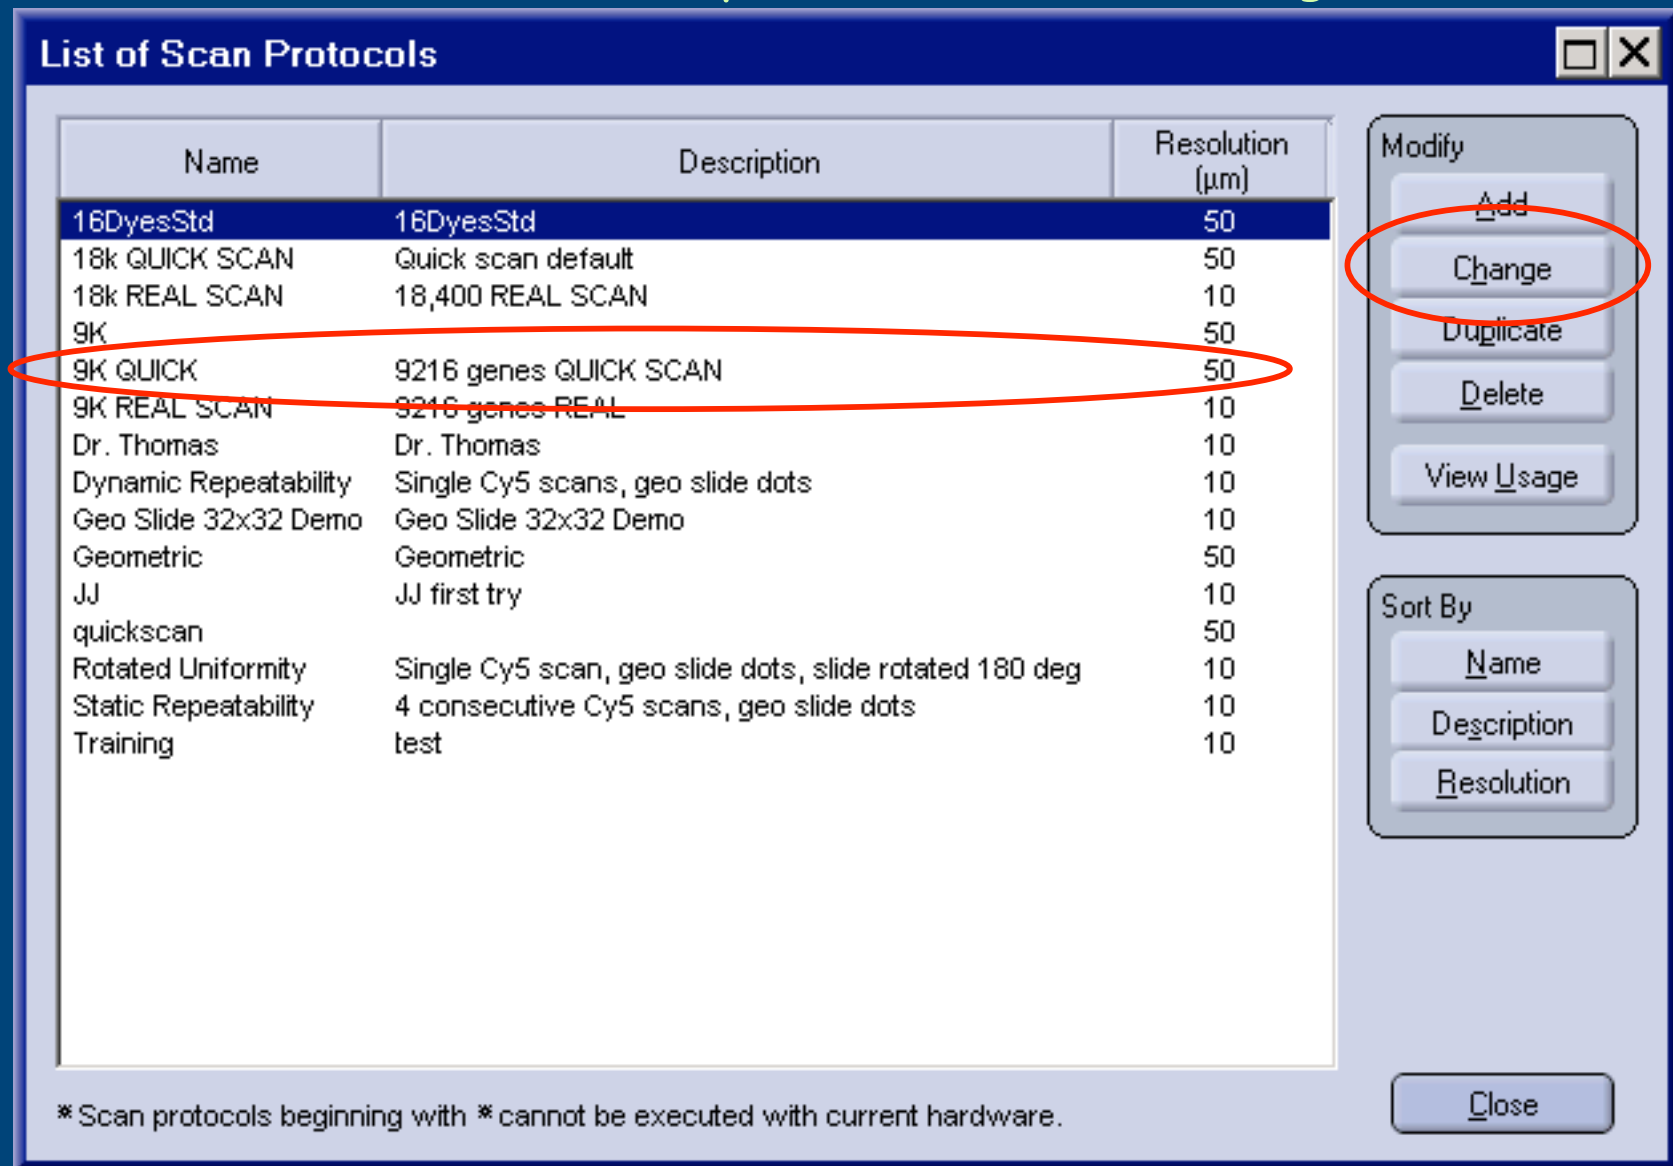 List of Scan Protocols
Name Description Resolution (µm)
16DyesStd 16DyesStd 50
18k QUICK SCAN Quick scan default 50
18k REAL SCAN 18,400 REAL SCAN 10
9K 50
9K QUICK 9216 genes QUICK SCAN 50
9K REAL SCAN 9216 genes REAL 10
Dr. Thomas Dr. Thomas 10
Dynamic Repeatability Single Cy5 scans, geo slide dots 10
Geo Slide 32x32 Demo Geo Slide 32x32 Demo 10
Geometric Geometric 50
JJ JJ first try 10
quickscan 50
Rotated Uniformity Single Cy5 scan, geo slide dots, slide rotated 180 deg 10
Static Repeatability 4 consecutive Cy5 scans, geo slide dots 10
Training test 10
* Scan protocols beginning with * cannot be executed with current hardware.
Modify
Add
Change
Duplicate
Delete
View Usage
Sort By
Name
Description
Resolution
Close